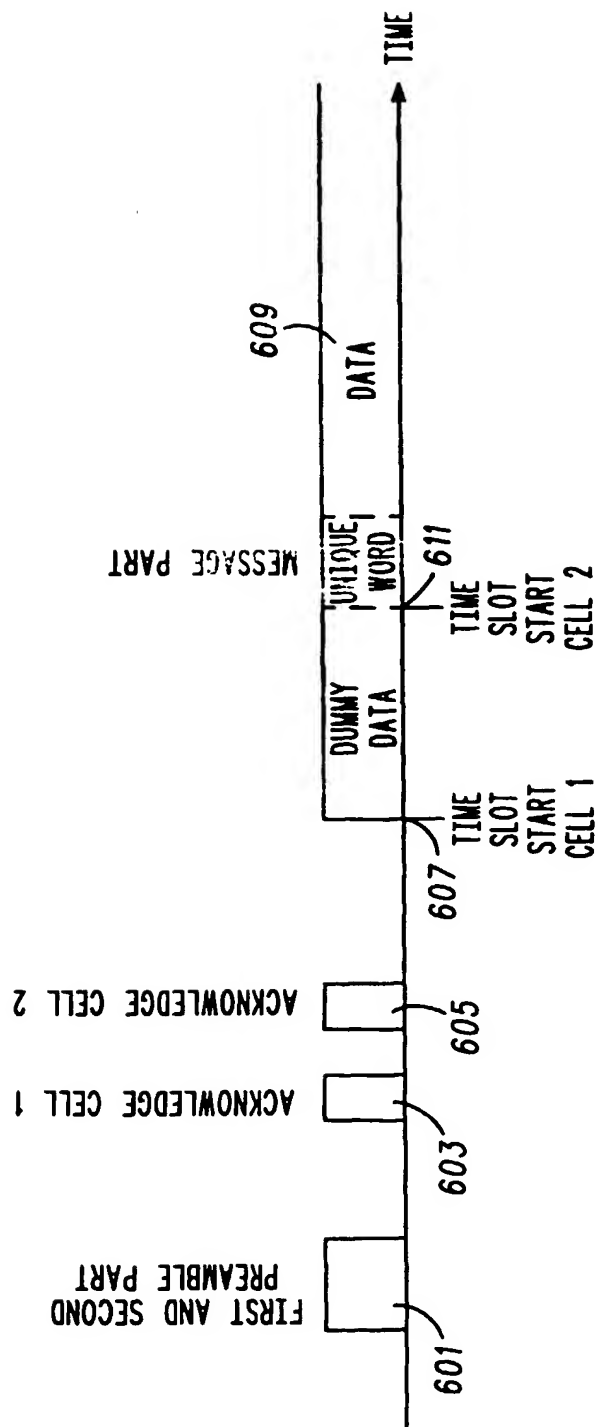 FIRST AND SECOND
PREAMBLE PART
601
ACKNOWLEDGE CELL 1
603
ACKNOWLEDGE CELL 2
605
607
TIME
SLOT
START
CELL 1
DUMMY
DATA
MESSAGE PART
UNIQUE
WORD
611
TIME
SLOT
START
CELL 2
DATA
609
TIME